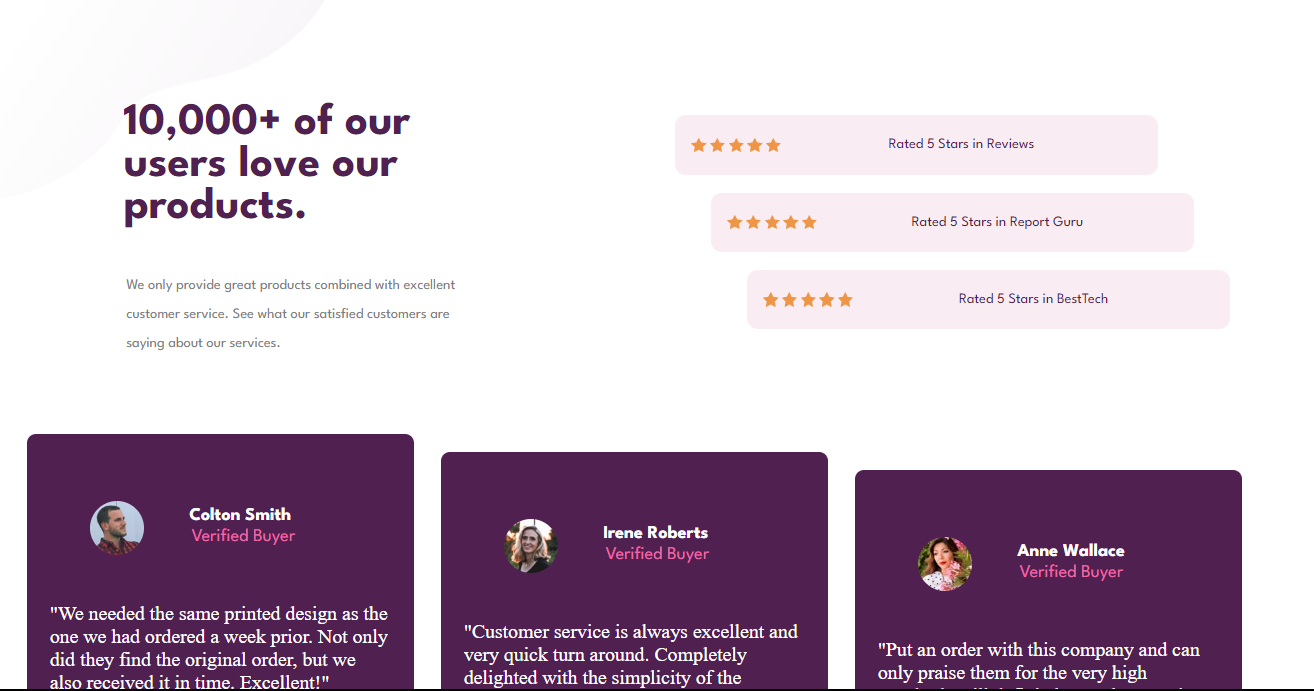 10,000+ of our
users love our
products.
We only provide great products combined with excellent
customer service. See what our satisfied customers are
saying about our services.
Rated 5 Stars in Reviews
Rated 5 Stars in Report Guru
Rated 5 Stars in BestTech
Colton Smith
Verified Buyer
"We needed the same printed design as the
one we had ordered a week prior. Not only
did they find the original order, but we
also received it in time. Excellent!"
Irene Roberts
Verified Buyer
"Customer service is always excellent and
very quick turn around. Completely
delighted with the simplicity of the
Anne Wallace
Verified Buyer
"Put an order with this company and can
only praise them for the very high